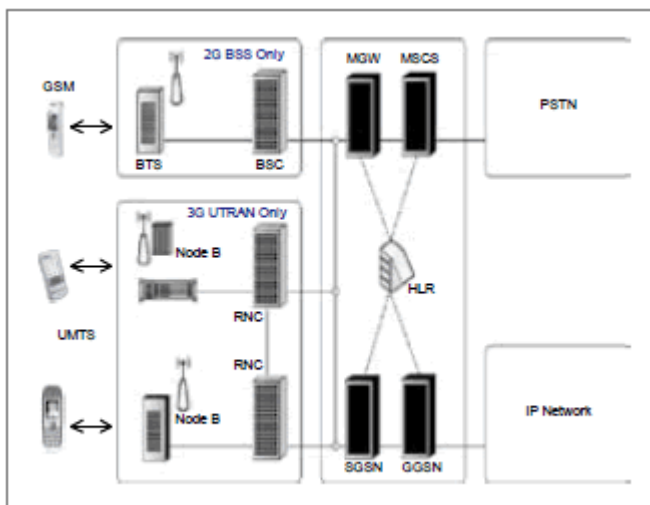 2G BSS Only
MGW
MSCS
GSM
PSTN
BTS
BSC
3G UTRAN Only
Node B
HLR
RNC
UMTS
RNC
Node B
IP Network
SGSN
GGSN